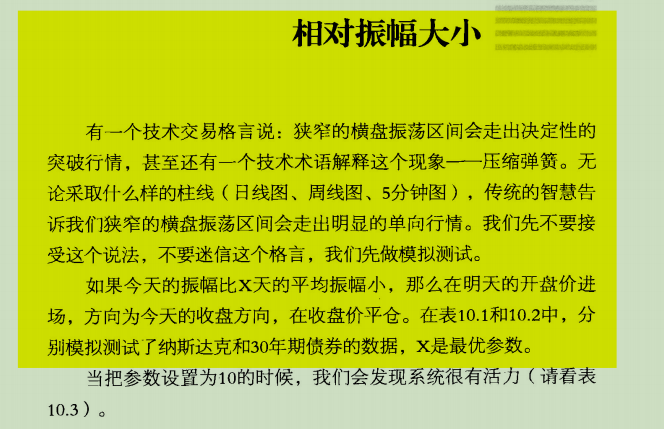 相对振幅大小
有一个技术交易格言说：狭窄的横盘振荡区间会走出决定性的
突破行情，甚至还有一个技术术语解释这个现象——压缩弹簧。无
论采取什么样的柱线（日线图、周线图、5分钟图），传统的智慧告
诉我们狭窄的横盘振荡区间会走出明显的单向行情。我们先不要接
受这个说法，不要迷信这个格言，我们先做模拟测试。
如果今天的振幅比X天的平均振幅小，那么在明天的开盘价进
场，方向为今天的收盘方向，在收盘价平仓。在表10.1和10.2中，分
别模拟测试了纳斯达克和30年期债券的数据，X是最优参数。
当把参数设置为10的时候，我们会发现系统很有活力（请看表
10.3）。